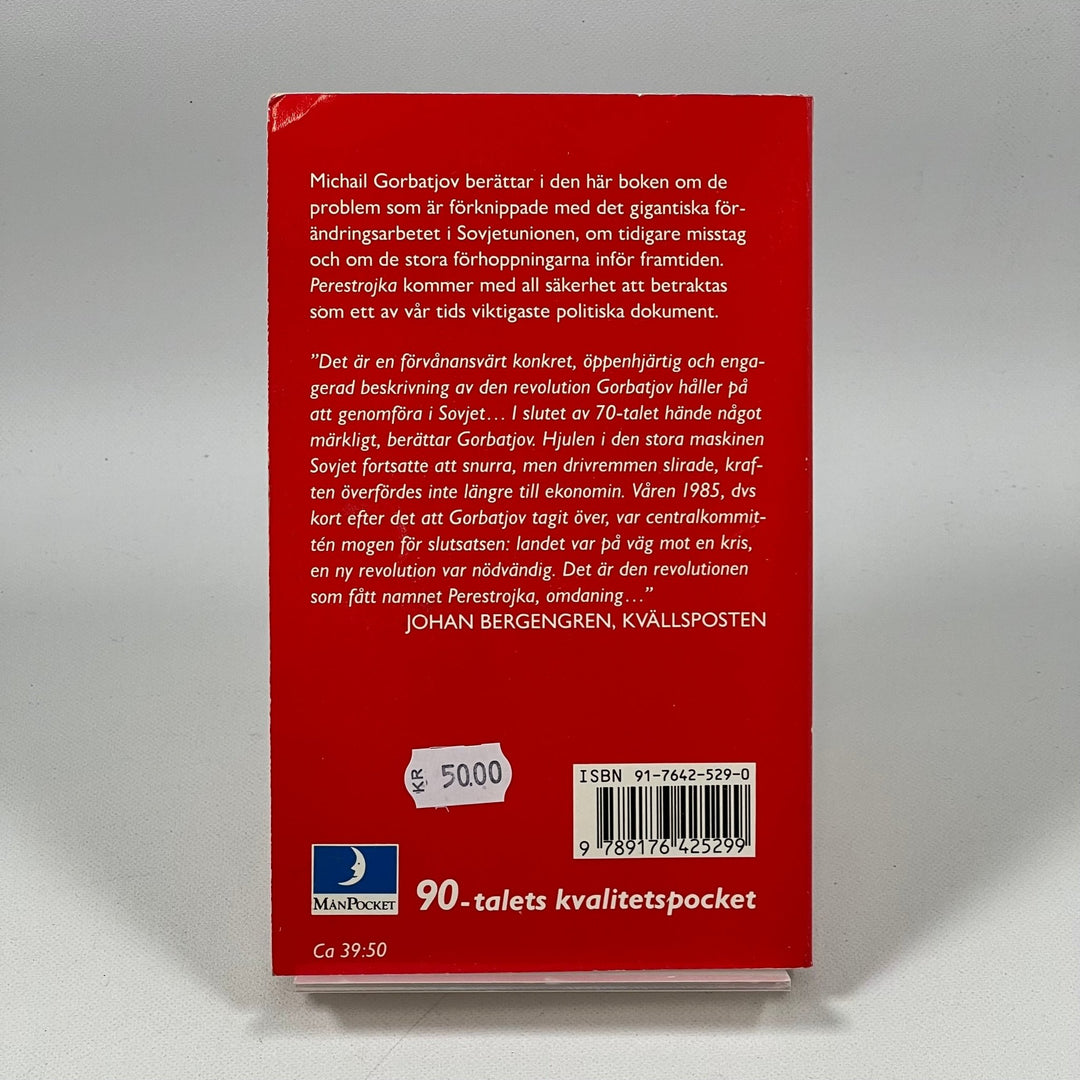 Michail Gorbatjov berättar i den här boken om de
problem som är förknippade med det gigantiska för-
ändringsarbetet i Sovjetunionen, om tidigare misstag
och om de stora förhoppningarna inför framtiden.
Perestrojka kommer med all säkerhet att betraktas
som ett av vår tids viktigaste politiska dokument.
”Det är en förvånansvärt konkret, öppenhjärtig och enga-
gerad beskrivning av den revolution Gorbatjov håller på
att genomföra i Sovjet... I slutet av 70-talet hände något
märkligt, berättar Gorbatjov. Hjulen i den stora maskinen
Sovjet fortsatte att snurra, men drivremmen slirade, kraf-
ten överfördes inte längre till ekonomin. Våren 1985, dvs
kort efter det att Gorbatjov tagit över, var centralkommit-
tén mogen för slutsatsen: landet var på väg mot en kris,
en ny revolution var nödvändig. Det är den revolutionen
som fått namnet Perestrojka, omdaning...”
JOHAN BERGENGREN, KVÄLLSPOSTEN
KR 50.00
ISBN 91-7642-529-0
9 789176 425299
MÅNPOCKET
90-talets kvalitetspocket
Ca 39:50